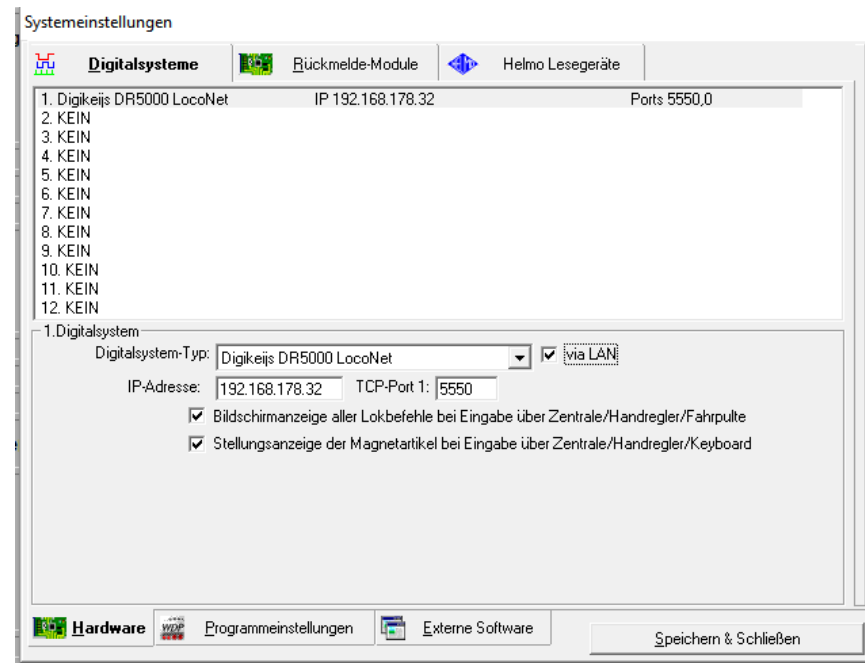 Systemeinstellungen
Digitalsysteme Rückmelde-Module Helmo Lesegeräte
1. Digikeijs DR5000 LocoNet IP 192.168.178.32 Ports 5550,0
2. KEIN
3. KEIN
4. KEIN
5. KEIN
6. KEIN
7. KEIN
8. KEIN
9. KEIN
10. KEIN
11. KEIN
12. KEIN
1.Digitalsystem
Digitalsystem-Typ: Digikeijs DR5000 LocoNet via LAN
IP-Adresse: 192.168.178.32 TCP-Port 1: 5550
Bildschirmanzeige aller Lokbefehle bei Eingabe über Zentrale/Handregler/Fahrpulte
Stellungsanzeige der Magnetartikel bei Eingabe über Zentrale/Handregler/Keyboard
Hardware WDP Programmeinstellungen Externe Software Speichern & Schließen